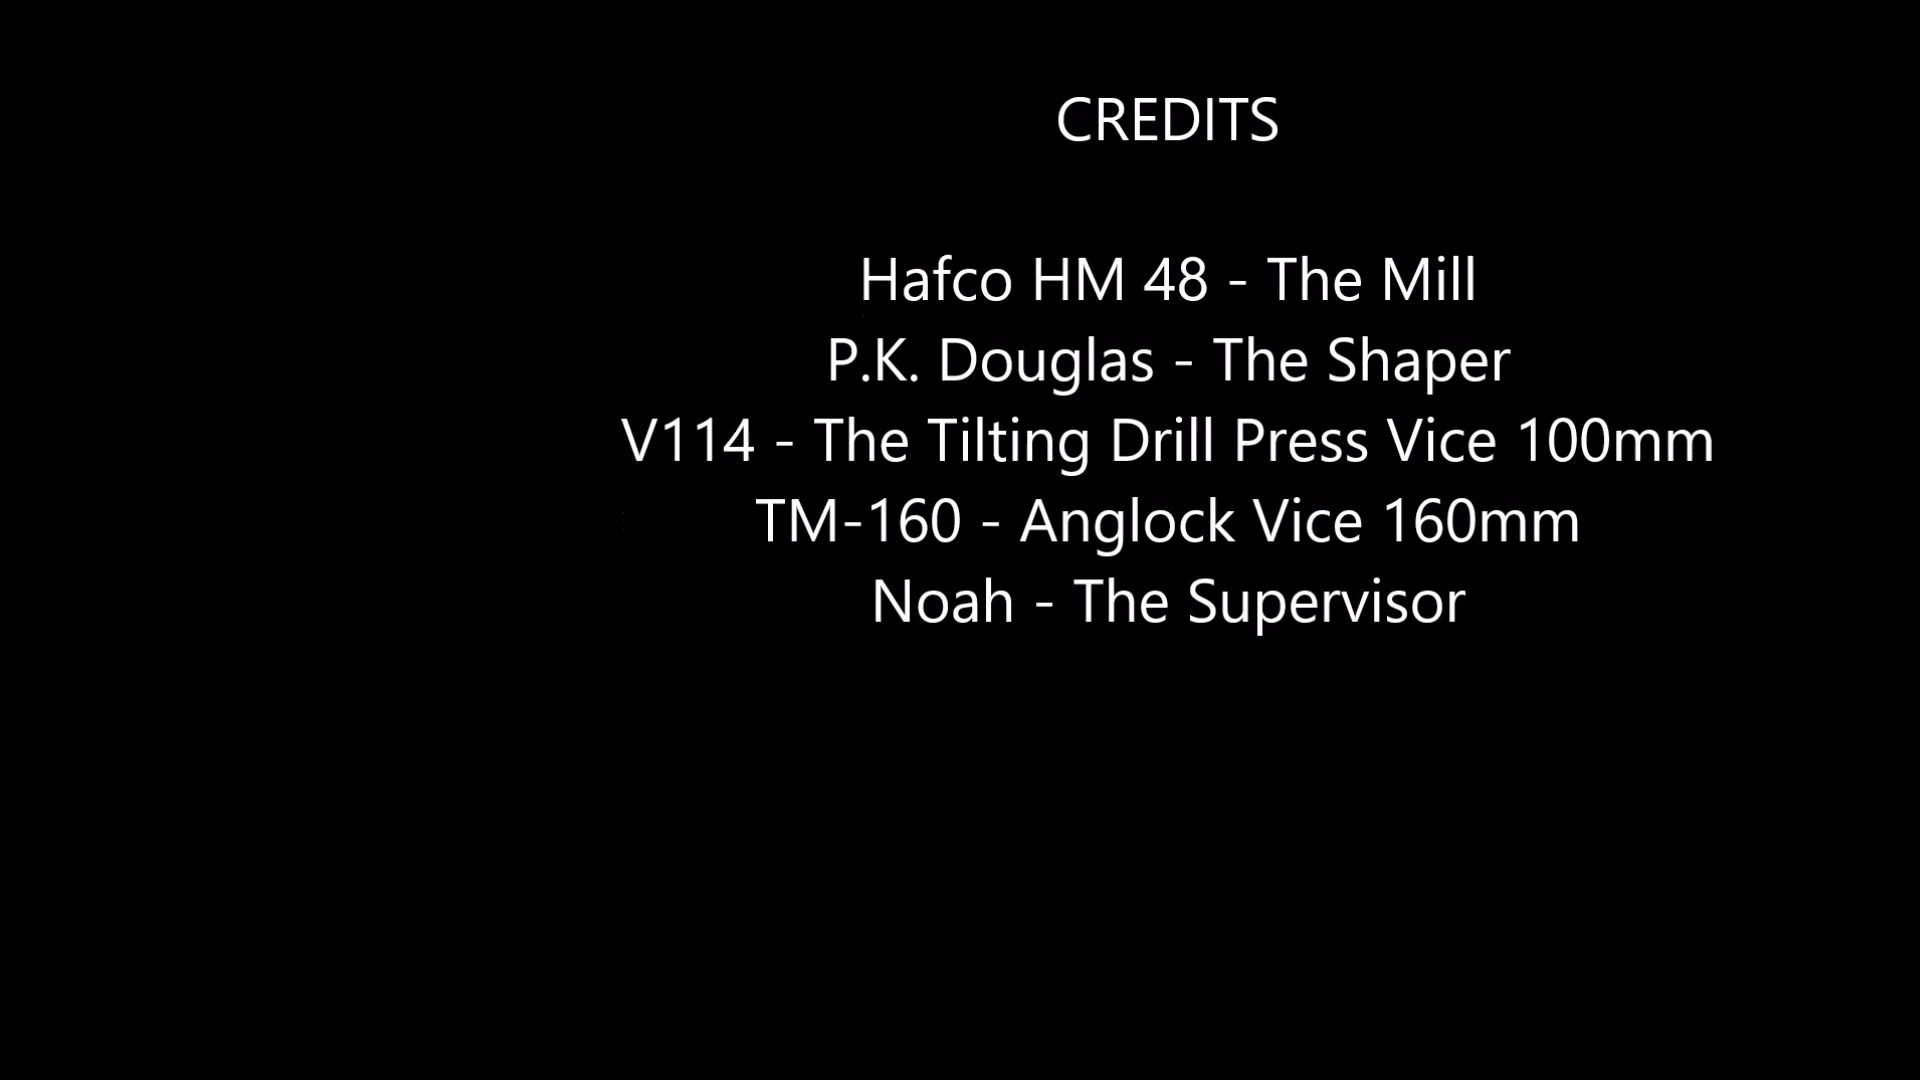 CREDITS
Hafco HM 48 - The Mill
P.K. Douglas - The Shaper
V114 - The Tilting Drill Press Vice 100mm
TM-160 - Anglock Vice 160mm
Noah - The Supervisor